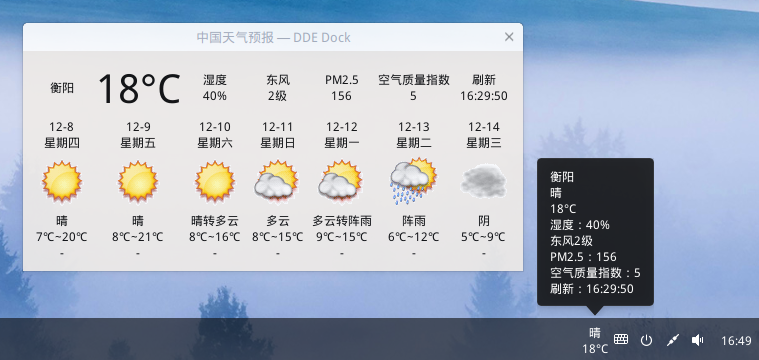 中国天气预报 — DDE Dock
衡阳 18°C 湿度 东风 PM2.5 空气质量指数 刷新
40% 2级 156 5 16:29:50
12-8 12-9 12-10 12-11 12-12 12-13 12-14
星期四 星期五 星期六 星期日 星期一 星期二 星期三
晴 晴 晴转多云 多云 多云转阵雨 阵雨 阴
7℃~20℃ 8℃~21℃ 8℃~16℃ 8℃~15℃ 9℃~15℃ 6℃~12℃ 5℃~9℃
- - - - - - -
衡阳
晴
18°C
湿度：40%
东风2级
PM2.5：156
空气质量指数：5
刷新：16:29:50
晴
18°C
16:49